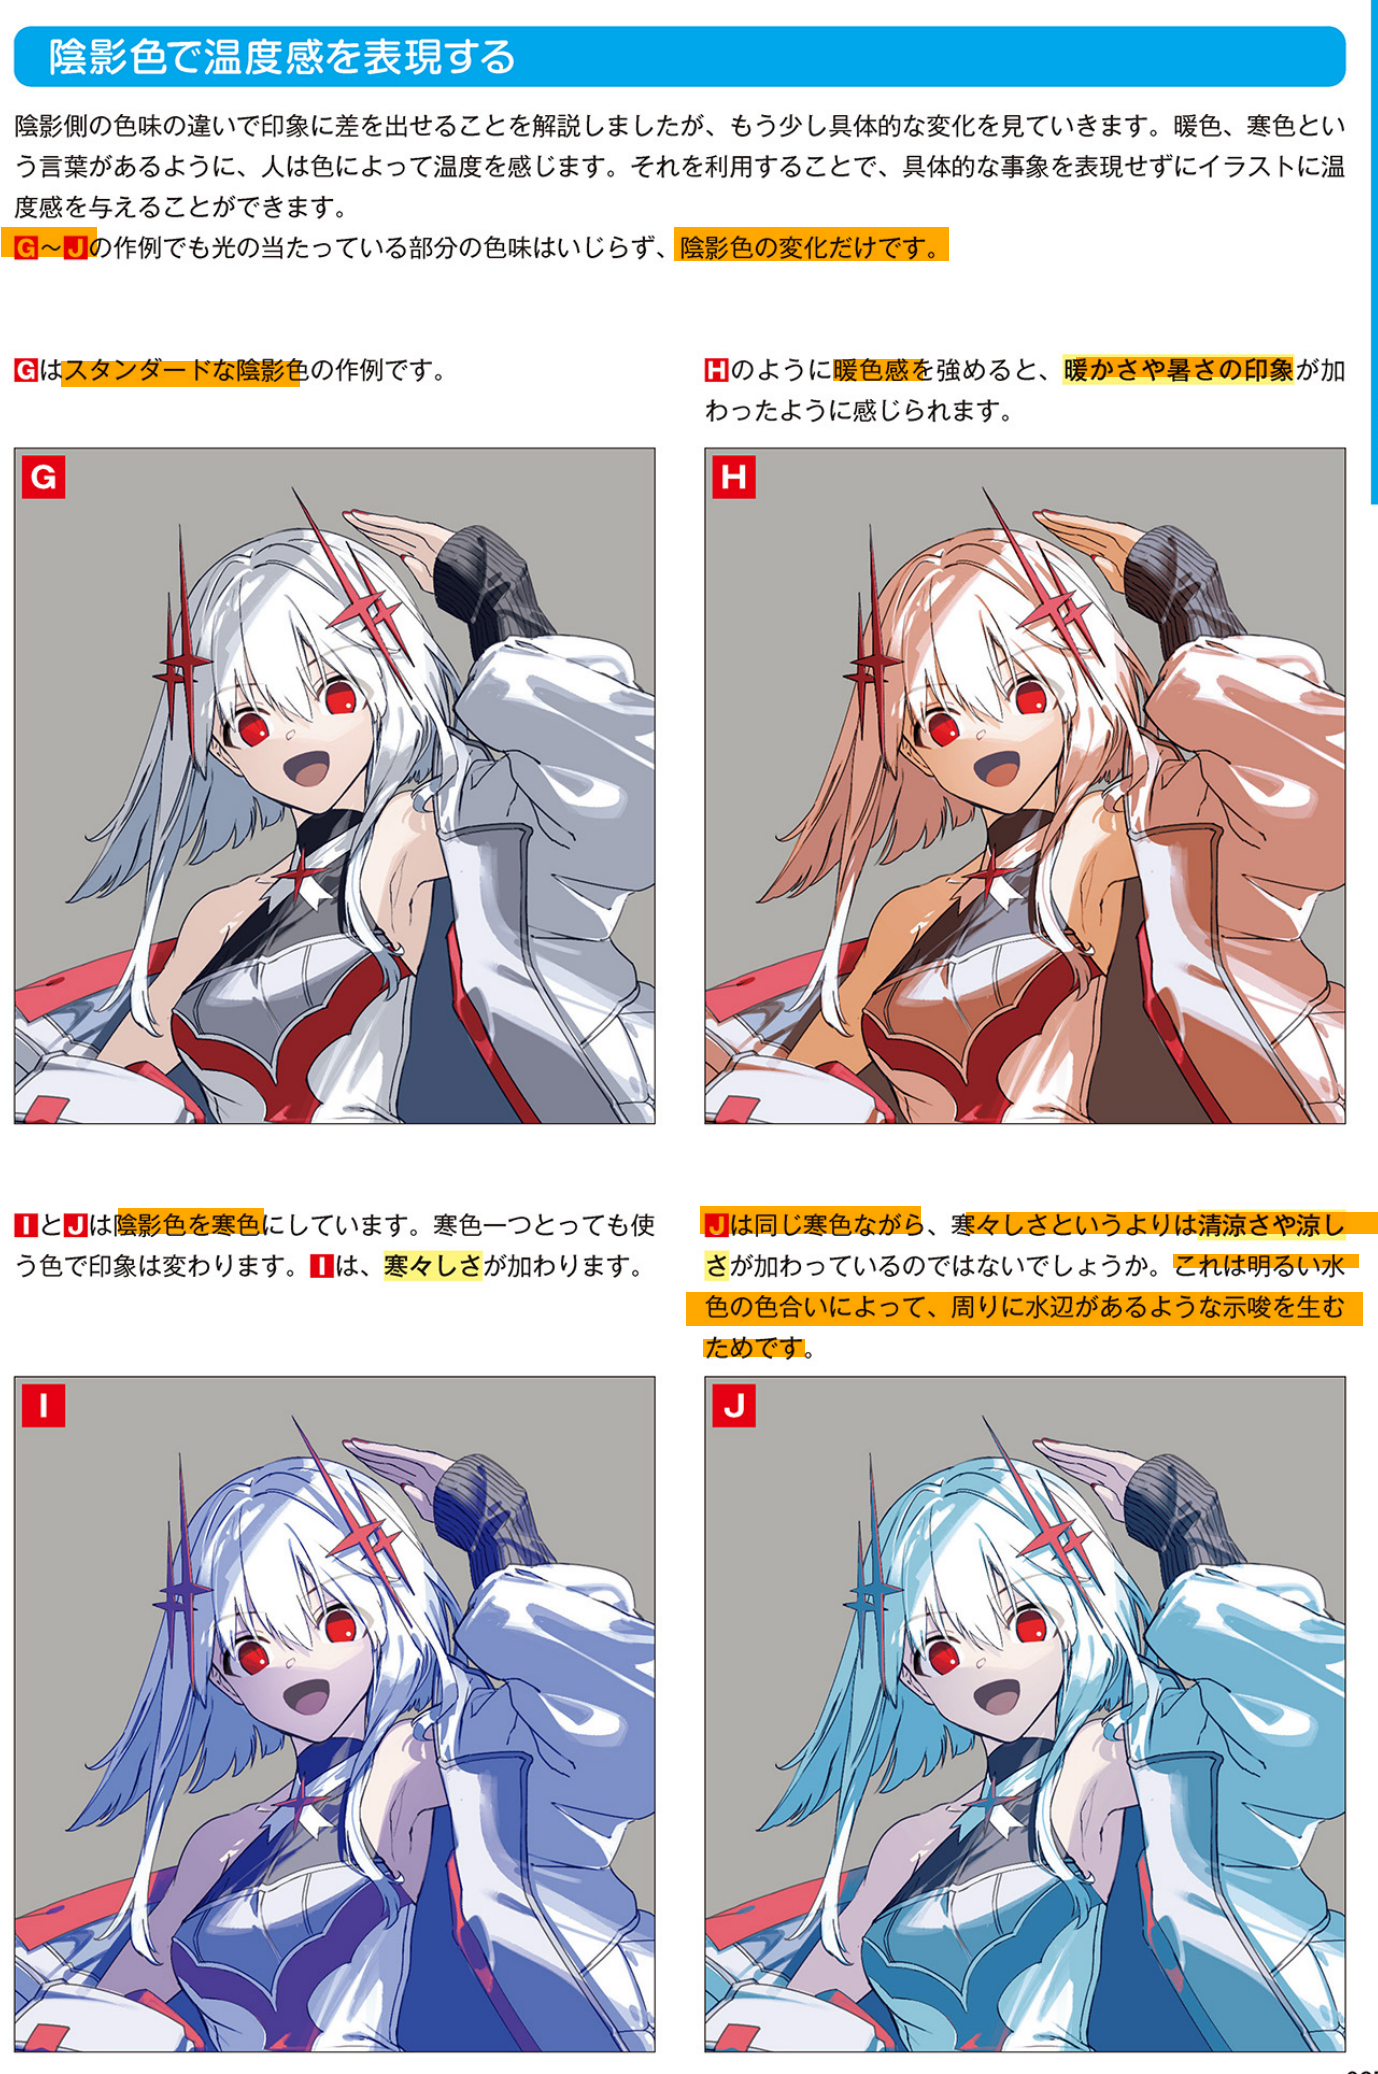 陰影色で温度感を表現する
陰影側の色味の違いで印象に差を出せることを解説しましたが、もう少し具体的な変化を見ていきます。暖色、寒色とい
う言葉があるように、人は色によって温度を感じます。それを利用することで、具体的な事象を表現せずにイラストに温
度感を与えることができます。
G～Jの作例でも光の当たっている部分の色味はいじらず、陰影色の変化だけです。
Gはスタンダードな陰影色の作例です。
Hのように暖色感を強めると、暖かさや暑さの印象が加
わったように感じられます。
G
H
IとJは陰影色を寒色にしています。寒色一つとっても使
う色で印象は変わります。Iは、寒々しさが加わります。
Jは同じ寒色ながら、寒々しさというよりは清涼さや涼し
さが加わっているのではないでしょうか。これは明るい水
色の色合いによって、周りに水辺があるような示唆を生む
ためです。
I
J